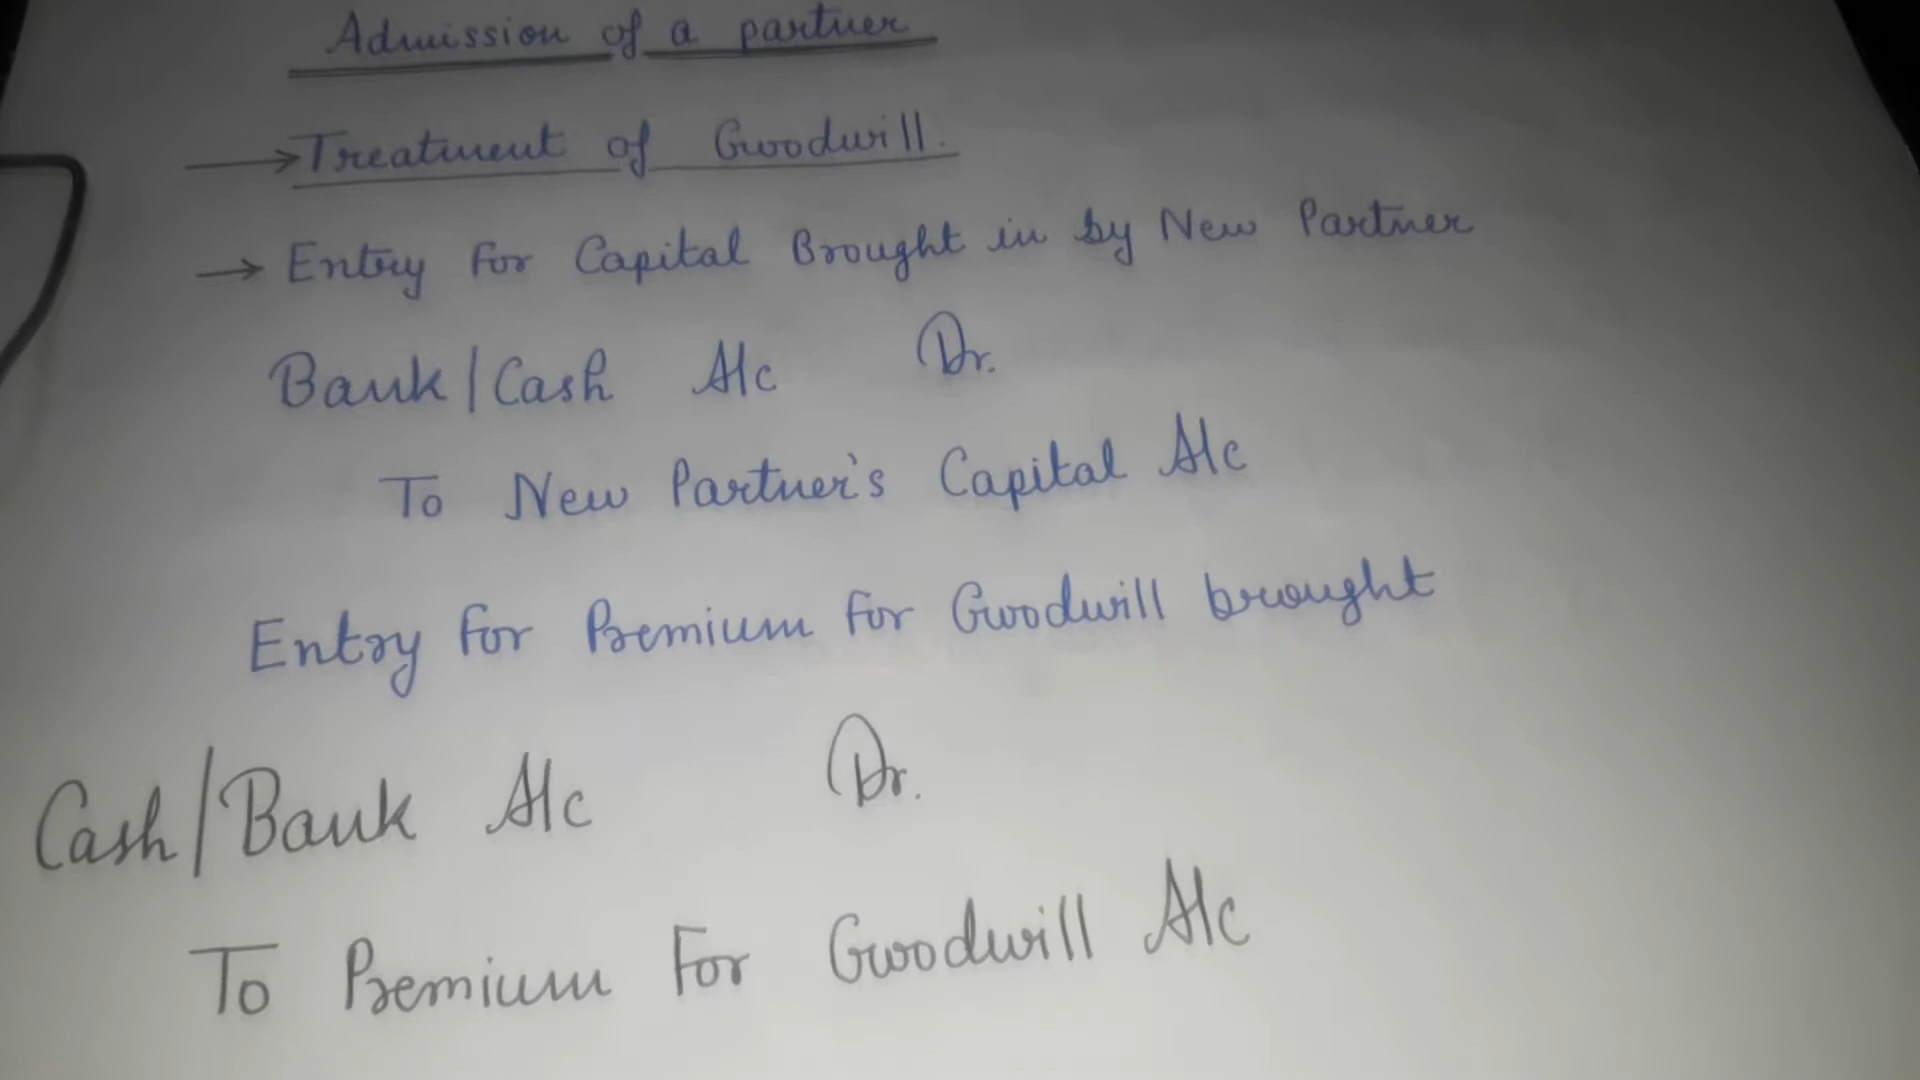 Admission of a partner
→ Treatment of Goodwill.
→ Entry for Capital Brought in by New Partner
Bank/Cash A/c Dr.
To New Partner's Capital A/c
Entry for Premium for Goodwill brought
Cash/Bank A/c Dr.
To Premium For Goodwill A/c